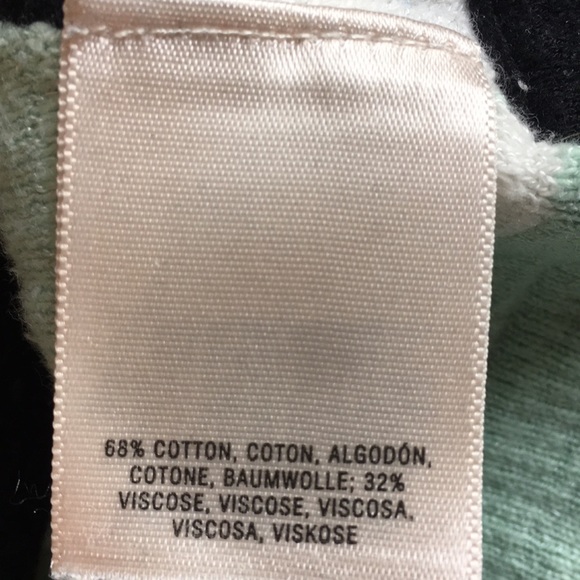 68% COTTON, COTON, ALGODÓN,
COTONE, BAUMWOLLE; 32%
VISCOSE, VISCOSE, VISCOSA,
VISCOSA, VISKOSE